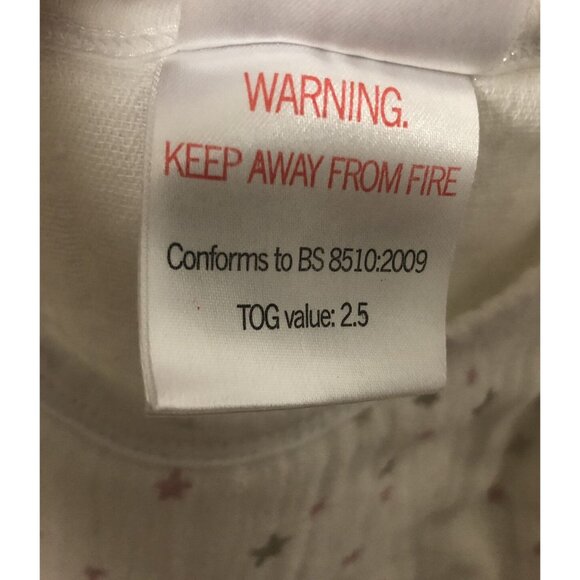 WARNING.
KEEP AWAY FROM FIRE
Conforms to BS 8510:2009
TOG value: 2.5